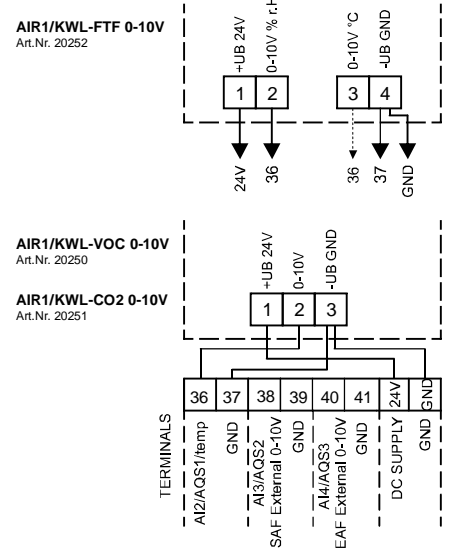 AIR1/KWL-FTF 0-10V
Art.Nr. 20252
+UB 24V
0-10V % r.H
0-10V °C
-UB GND
1 2 3 4
24V
36
36
37
GND
AIR1/KWL-VOC 0-10V
Art.Nr. 20250
AIR1/KWL-CO2 0-10V
Art.Nr. 20251
+UB 24V
0-10V
-UB GND
1 2 3
36 37 38 39 40 41 24V GND
TERMINALS
AI2/AQS1/temp
GND
AI3/AQS2
SAF External 0-10V
GND
AI4/AQS3
EAF External 0-10V
GND
DC SUPPLY
GND